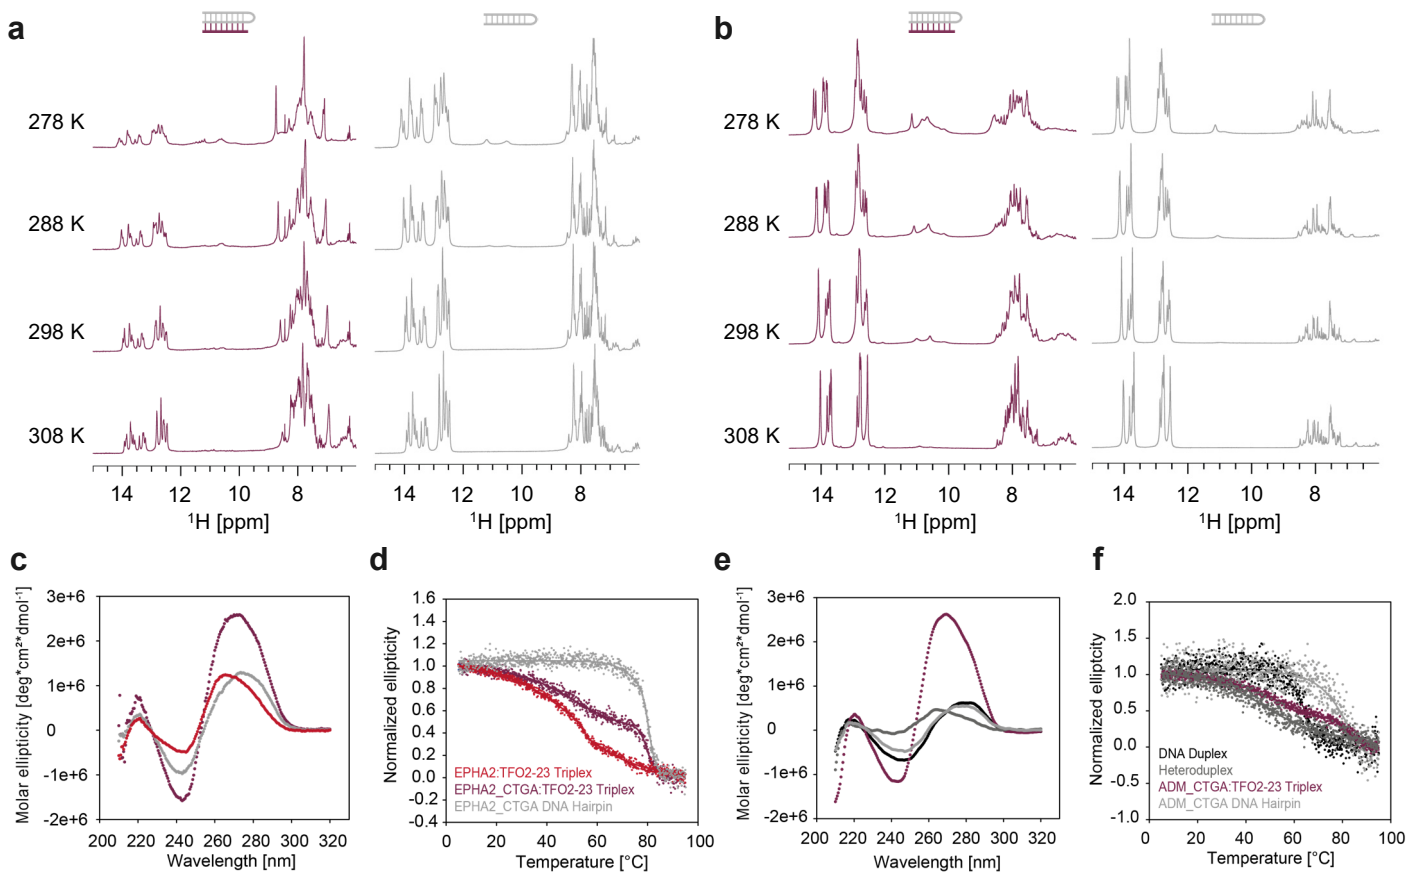 a
b
278 K
288 K
298 K
308 K
14 12 10 8
¹H [ppm]
14 12 10 8
¹H [ppm]
278 K
288 K
298 K
308 K
14 12 10 8
¹H [ppm]
14 12 10 8
¹H [ppm]
c
Molar ellipticity [deg*cm²*dmol⁻¹]
3e+6
2e+6
1e+6
0
-1e+6
-2e+6
200 220 240 260 280 300 320
Wavelength [nm]
d
Normalized ellipticity
1.6
1.4
1.2
1.0
0.8
0.6
0.4
0.2
0.0
-0.2
-0.4
EPHA2:TFO2-23 Triplex
EPHA2_CTGA:TFO2-23 Triplex
EPHA2_CTGA DNA Hairpin
0 20 40 60 80 100
Temperature [°C]
e
Molar ellipticity [deg*cm²*dmol⁻¹]
3e+6
2e+6
1e+6
0
-1e+6
-2e+6
200 220 240 260 280 300 320
Wavelength [nm]
f
Normalized elliptcity
2.0
1.5
1.0
0.5
0.0
-0.5
-1.0
DNA Duplex
Heteroduplex
ADM_CTGA:TFO2-23 Triplex
ADM_CTGA DNA Hairpin
0 20 40 60 80 100
Temperature [°C]